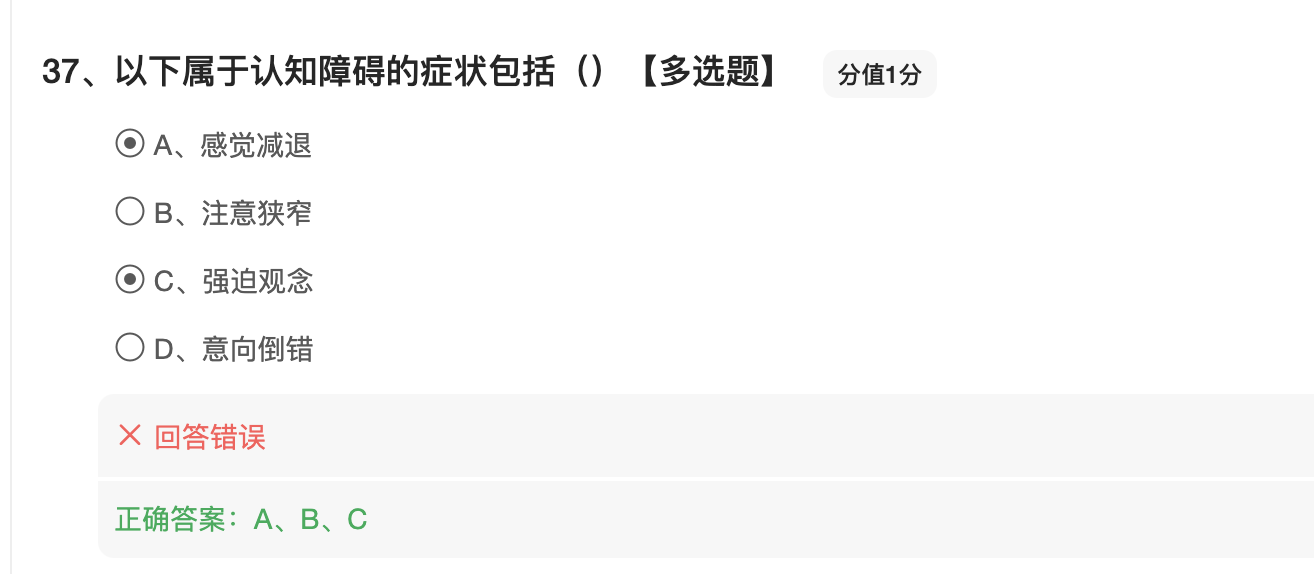 37、以下属于认知障碍的症状包括（）【多选题】 分值1分
A、感觉减退
B、注意狭窄
C、强迫观念
D、意向倒错
回答错误
正确答案：A、B、C